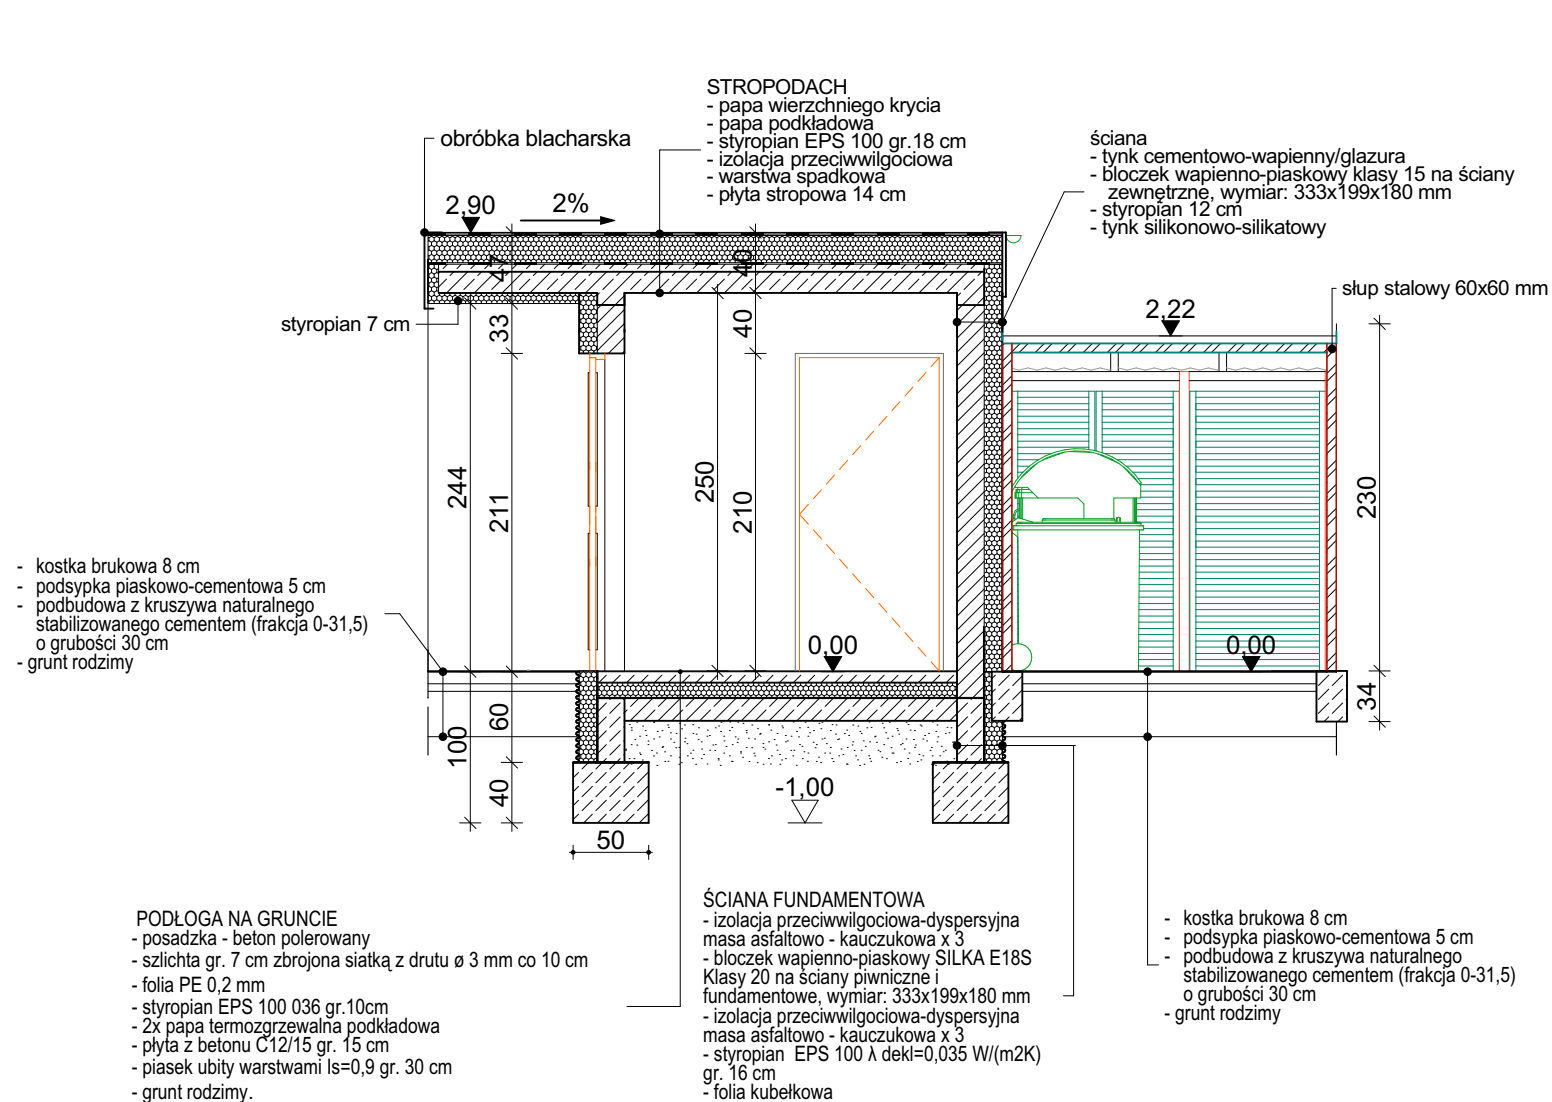 STROPODACH
- papa wierzchniego krycia
- papa podkładowa
- styropian EPS 100 gr.18 cm
- izolacja przeciwwilgociowa
- warstwa spadkowa
- płyta stropowa 14 cm
obróbka blacharska
ściana
- tynk cementowo-wapienny/glazura
- bloczek wapienno-piaskowy klasy 15 na ściany
zewnętrzne, wymiar: 333x199x180 mm
- styropian 12 cm
- tynk silikonowo-silikatowy
2,90
2%
47
40
słup stalowy 60x60 mm
2,22
styropian 7 cm
33
40
244
211
250
210
230
- kostka brukowa 8 cm
- podsypka piaskowo-cementowa 5 cm
- podbudowa z kruszywa naturalnego
stabilizowanego cementem (frakcja 0-31,5)
o grubości 30 cm
- grunt rodzimy
0,00
0,00
34
60
100
40
-1,00
50
PODŁOGA NA GRUNCIE
- posadzka - beton polerowany
- szlichta gr. 7 cm zbrojona siatką z drutu ø 3 mm co 10 cm
- folia PE 0,2 mm
- styropian EPS 100 036 gr.10cm
- 2x papa termozgrzewalna podkładowa
- płyta z betonu C12/15 gr. 15 cm
- piasek ubity warstwami Is=0,9 gr. 30 cm
- grunt rodzimy.
ŚCIANA FUNDAMENTOWA
- izolacja przeciwwilgociowa-dyspersyjna
masa asfaltowo - kauczukowa x 3
- bloczek wapienno-piaskowy SILKA E18S
Klasy 20 na ściany piwniczne i
fundamentowe, wymiar: 333x199x180 mm
- izolacja przeciwwilgociowa-dyspersyjna
masa asfaltowo - kauczukowa x 3
- styropian EPS 100 λ dekl=0,035 W/(m2K)
gr. 16 cm
- folia kubełkowa
- kostka brukowa 8 cm
- podsypka piaskowo-cementowa 5 cm
- podbudowa z kruszywa naturalnego
stabilizowanego cementem (frakcja 0-31,5)
o grubości 30 cm
- grunt rodzimy